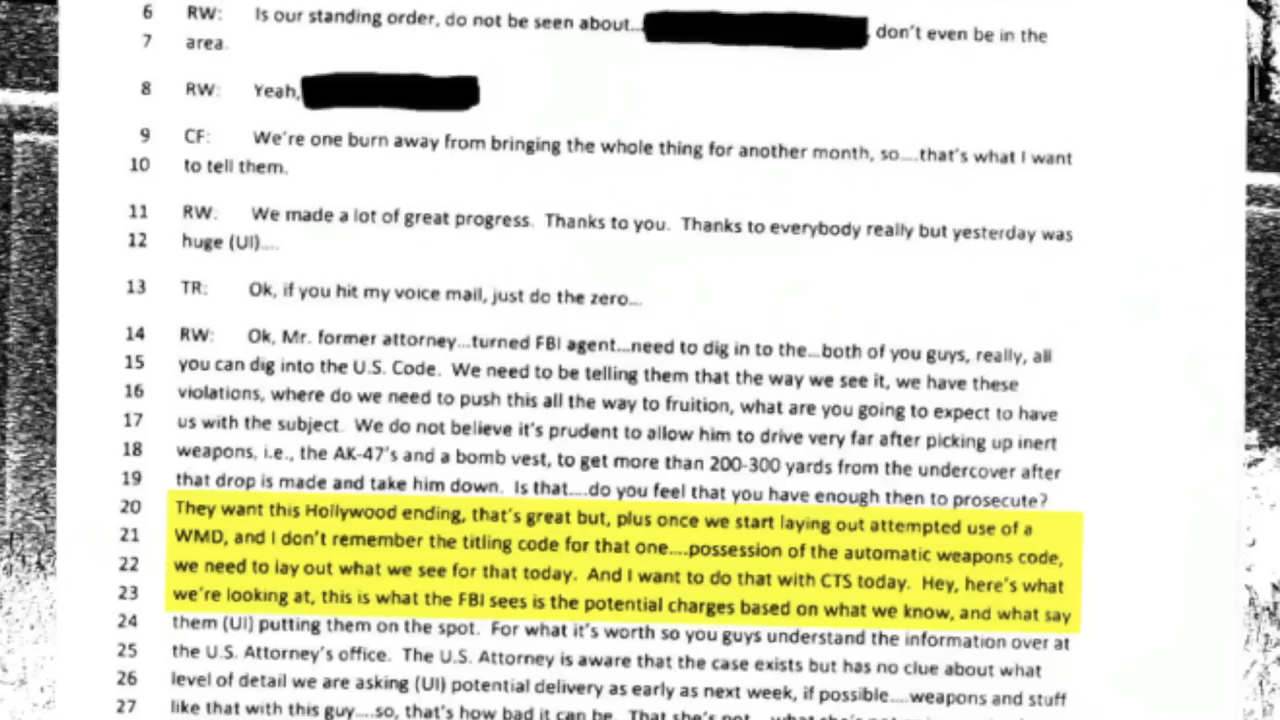 6 RW: Is our standing order, do not be seen about... , don't even be in the
7 area.
8 RW: Yeah,
9 CF: We're one burn away from bringing the whole thing for another month, so....that's what I want
10 to tell them.
11 RW: We made a lot of great progress. Thanks to you. Thanks to everybody really but yesterday was
12 huge (UI)....
13 TR: Ok, if you hit my voice mail, just do the zero...
14 RW: Ok, Mr. former attorney...turned FBI agent...need to dig in to the...both of you guys, really, all
15 you can dig into the U.S. Code. We need to be telling them that the way we see it, we have these
16 violations, where do we need to push this all the way to fruition, what are you going to expect to have
17 us with the subject. We do not believe it's prudent to allow him to drive very far after picking up inert
18 weapons, i.e., the AK-47's and a bomb vest, to get more than 200-300 yards from the undercover after
19 that drop is made and take him down. Is that....do you feel that you have enough then to prosecute?
20 They want this Hollywood ending, that's great but, plus once we start laying out attempted use of a
21 WMD, and I don't remember the titling code for that one....possession of the automatic weapons code,
22 we need to lay out what we see for that today. And I want to do that with CTS today. Hey, here's what
23 we're looking at, this is what the FBI sees is the potential charges based on what we know, and what say
24 them (UI) putting them on the spot. For what it's worth so you guys understand the information over at
25 the U.S. Attorney's office. The U.S. Attorney is aware that the case exists but has no clue about what
26 level of detail we are asking (UI) potential delivery as early as next week, if possible....weapons and stuff
27 like that with this guy....so, that's how bad it can be. That she's not